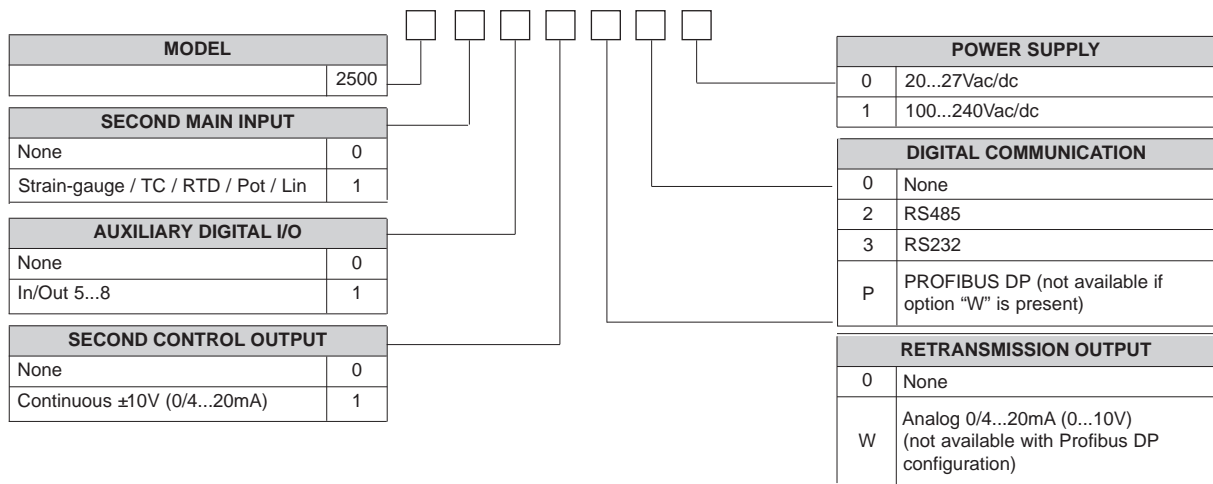 MODEL
2500
SECOND MAIN INPUT
None 0
Strain-gauge / TC / RTD / Pot / Lin 1
AUXILIARY DIGITAL I/O
None 0
In/Out 5...8 1
SECOND CONTROL OUTPUT
None 0
Continuous ±10V (0/4...20mA) 1
POWER SUPPLY
0 20...27Vac/dc
1 100...240Vac/dc
DIGITAL COMMUNICATION
0 None
2 RS485
3 RS232
P PROFIBUS DP (not available if
option “W” is present)
RETRANSMISSION OUTPUT
0 None
W Analog 0/4...20mA (0...10V)
(not available with Profibus DP
configuration)